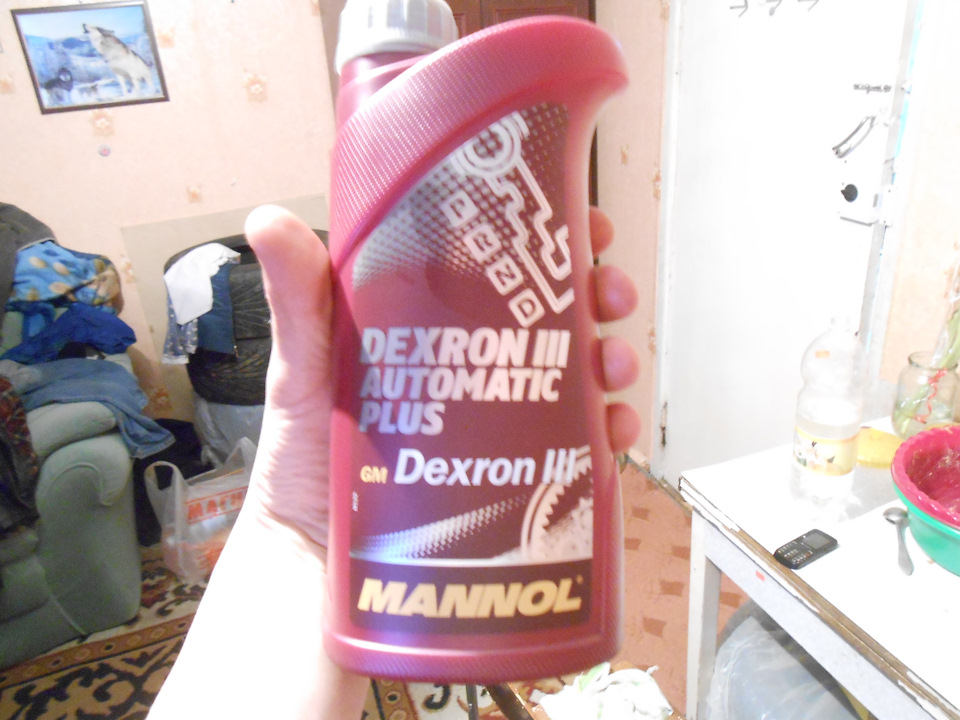 P
R
N
D
DEXRON III
AUTOMATIC
PLUS
GM Dexron III
MANNOL